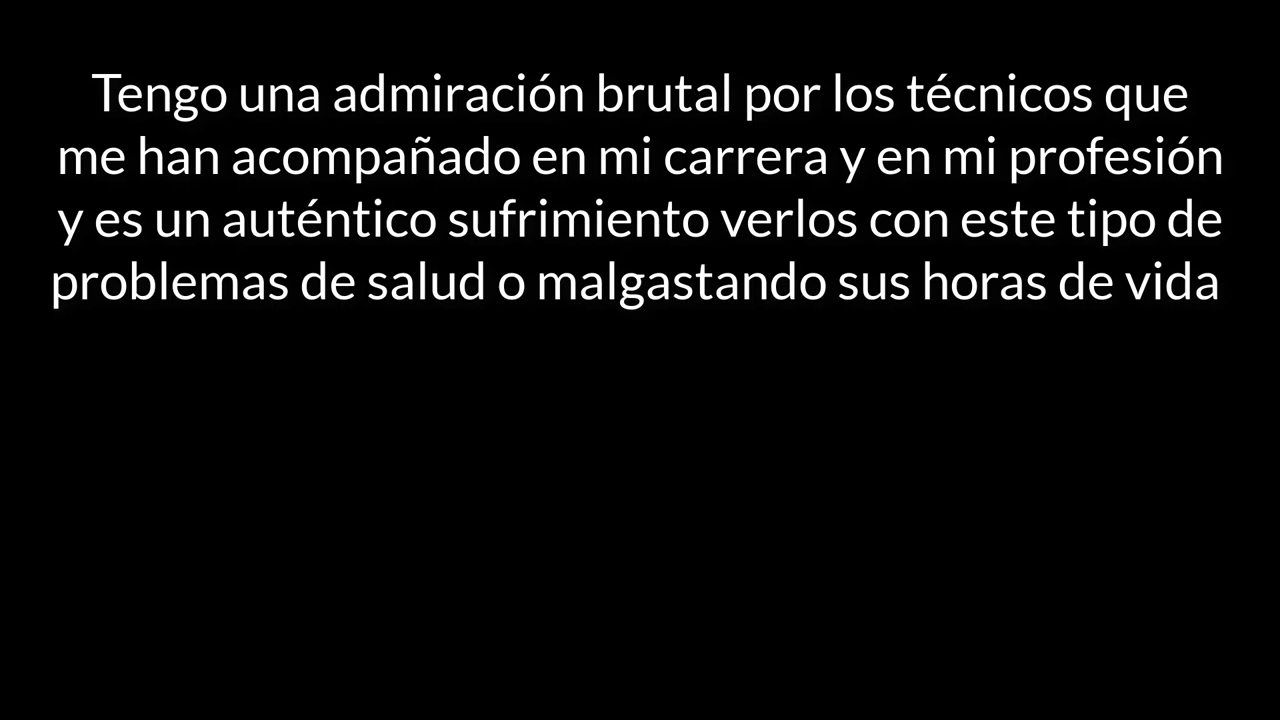 Tengo una admiración brutal por los técnicos que
me han acompañado en mi carrera y en mi profesión
y es un auténtico sufrimiento verlos con este tipo de
problemas de salud o malgastando sus horas de vida